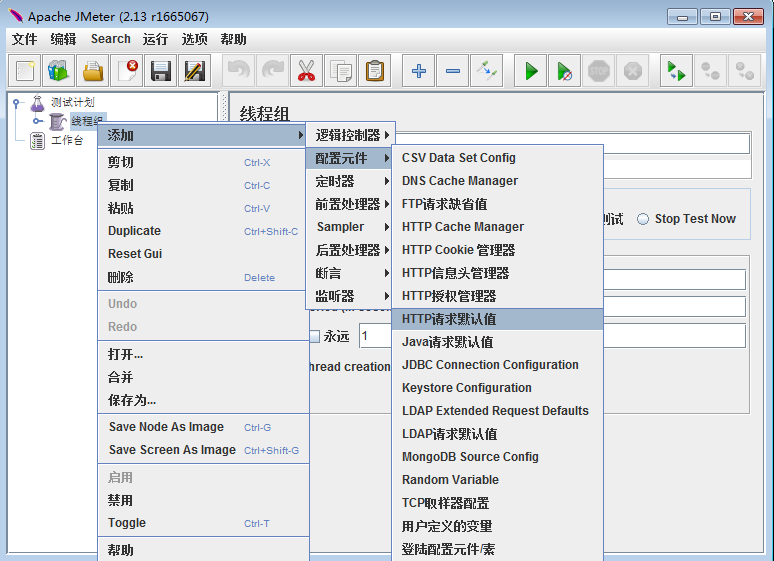 Apache JMeter (2.13 r1665067)
文件 编辑 Search 运行 选项 帮助
STOP
测试计划
线程组
工作台
线程组
添加
剪切 Ctrl-X
复制 Ctrl-C
粘贴 Ctrl-V
Duplicate Ctrl+Shift-C
Reset Gui
删除 Delete
Undo
Redo
打开...
合并
保存为...
Save Node As Image Ctrl-G
Save Screen As Image Ctrl+Shift-G
启用
禁用
Toggle Ctrl-T
帮助
逻辑控制器
配置元件
定时器
前置处理器
Sampler
后置处理器
断言
监听器
CSV Data Set Config
DNS Cache Manager
FTP请求缺省值
HTTP Cache Manager
HTTP Cookie 管理器
HTTP信息头管理器
HTTP授权管理器
HTTP请求默认值
Java请求默认值
JDBC Connection Configuration
Keystore Configuration
LDAP Extended Request Defaults
LDAP请求默认值
MongoDB Source Config
Random Variable
TCP取样器配置
用户定义的变量
登陆配置元件/素
测试 Stop Test Now
永远 1
hread creation